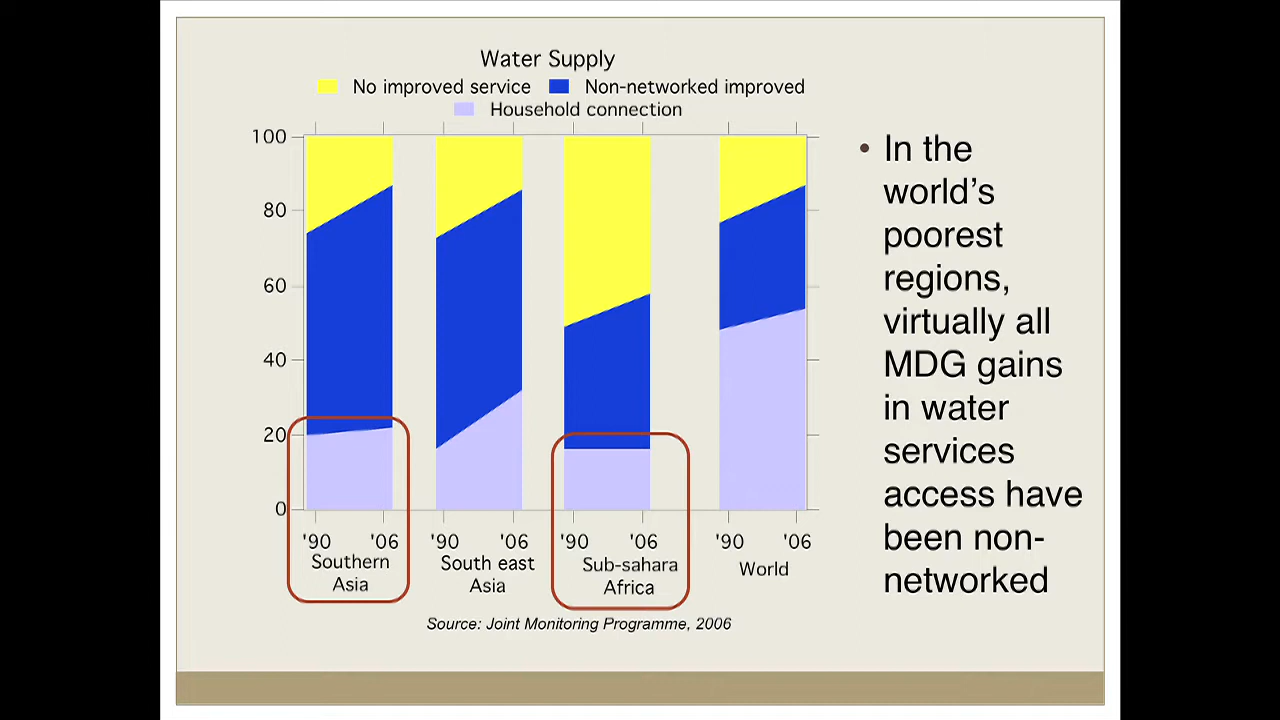 Water Supply
No improved service Non-networked improved
Household connection
100
80
60
40
20
0
'90 '06 '90 '06 '90 '06 '90 '06
Southern Asia
South east Asia
Sub-sahara Africa
World
Source: Joint Monitoring Programme, 2006
• In the
world's
poorest
regions,
virtually all
MDG gains
in water
services
access have
been non-
networked